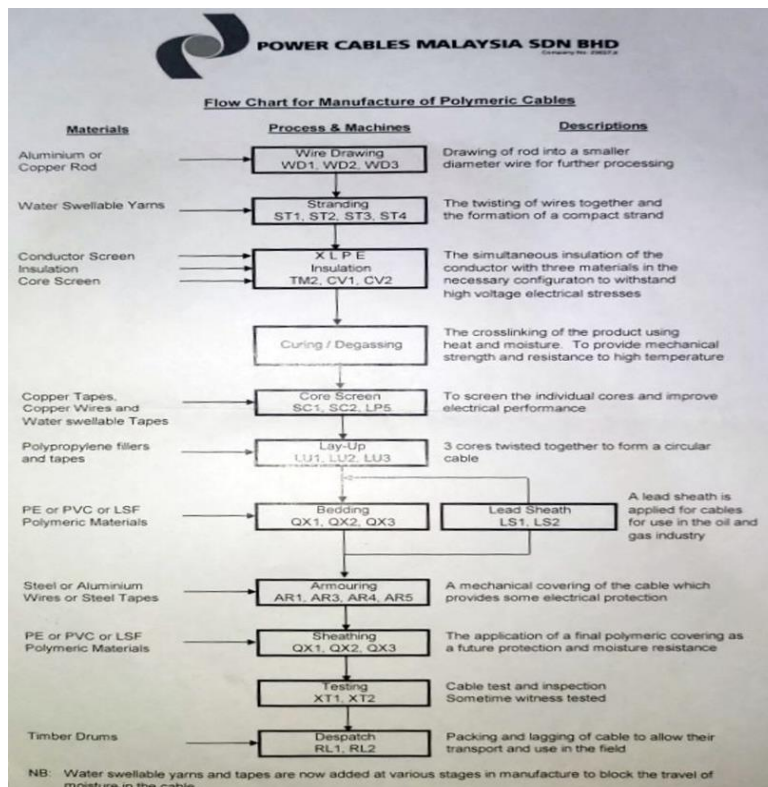 POWER CABLES MALAYSIA SDN BHD
Flow Chart for Manufacture of Polymeric Cables
Materials
Process & Machines
Descriptions
Aluminium or
Copper Rod
Wire Drawing
WD1, WD2, WD3
Drawing of rod into a smaller
diameter wire for further processing
Water Swellable Yarns
Stranding
ST1, ST2, ST3, ST4
The twisting of wires together and
the formation of a compact strand
Conductor Screen
Insulation
Core Screen
X L P E
Insulation
TM2, CV1, CV2
The simultaneous insulation of the
conductor with three materials in the
necessary configuraton to withstand
high voltage electrical stresses
Curing / Degassing
The crosslinking of the product using
heat and moisture. To provide mechanical
strength and resistance to high temperature
Copper Tapes,
Copper Wires and
Water swellable Tapes
Core Screen
SC1, SC2, LP5
To screen the individual cores and improve
electrical performance
Polypropylene fillers
and tapes
Lay-Up
LU1, LU2, LU3
3 cores twisted together to form a circular
cable
PE or PVC or LSF
Polymeric Materials
Bedding
QX1, QX2, QX3
Lead Sheath
LS1, LS2
A lead sheath is
applied for cables
for use in the oil and
gas industry
Steel or Aluminium
Wires or Steel Tapes
Armouring
AR1, AR3, AR4, AR5
A mechanical covering of the cable which
provides some electrical protection
PE or PVC or LSF
Polymeric Materials
Sheathing
QX1, QX2, QX3
The application of a final polymeric covering as
a future protection and moisture resistance
Testing
XT1, XT2
Cable test and inspection
Sometime witness tested
Timber Drums
Despatch
RL1, RL2
Packing and lagging of cable to allow their
transport and use in the field
NB: Water swellable yarns and tapes are now added at various stages in manufacture to block the travel of
moisture in the cable